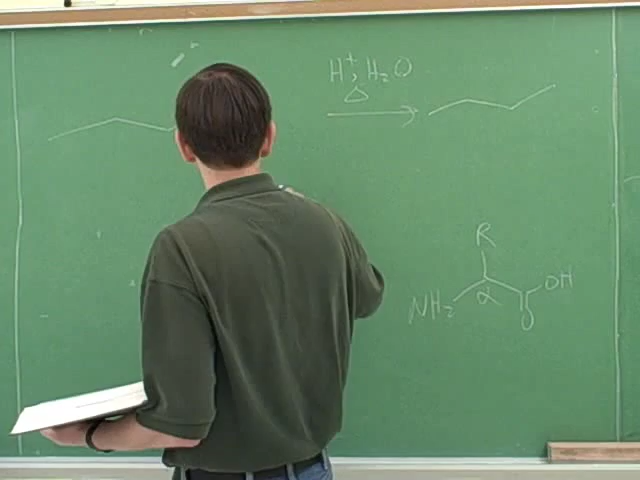 H⁺, H₂O
Δ
R
NH₂ α OH
O